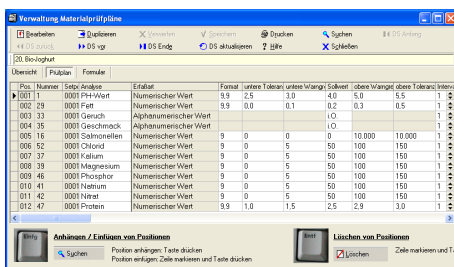 Verwaltung Materialprüfpläne
Bearbeiten Duplizieren Verwerfen Speichern Drucken Suchen DS Anfang
DS zurück DS vor DS Ende DS aktualisieren ? Hilfe Schließen
20, Bio-Joghurt
Übersicht Prüfplan Formular
Pos. Nummer Setpo Analyse Erfaßart Format untere Toleran untere Warngre Sollwert obere Warngre obere Toleranz Interva
001 1 0001 PH-Wert Numerischer Wert 9,9 2,5 3,0 4,0 5,0 5,5 1
002 29 0001 Fett Numerischer Wert 9,9 0,0 0,1 0,2 0,3 0,5 1
003 33 0001 Geruch Alphanumerischer Wert i.O. 1
004 35 0001 Geschmack Alphanumerischer Wert i.O. 1
005 16 0001 Salmonellen Numerischer Wert 9 0 0 0 10.000 10.000 1
006 52 0001 Chlorid Numerischer Wert 9 0 5 50 100 150 1
007 37 0001 Kalium Numerischer Wert 9 0 5 50 100 150 1
008 39 0001 Magnesium Numerischer Wert 9 0 5 50 100 150 1
009 46 0001 Phosphor Numerischer Wert 9 0 5 50 100 150 1
010 41 0001 Natrium Numerischer Wert 9 0 5 50 100 150 1
011 42 0001 Nitrat Numerischer Wert 9 0 5 50 100 150 1
012 47 0001 Protein Numerischer Wert 9,9 1,0 1,5 2,5 2,9 3,0 1
Einfg Anhängen / Einfügen von Positionen Entf Löschen von Positionen
Suchen Position anhängen: Taste drücken Löschen Zeile markieren und Ta
Position einfügen: Zeile markieren und Taste drücken